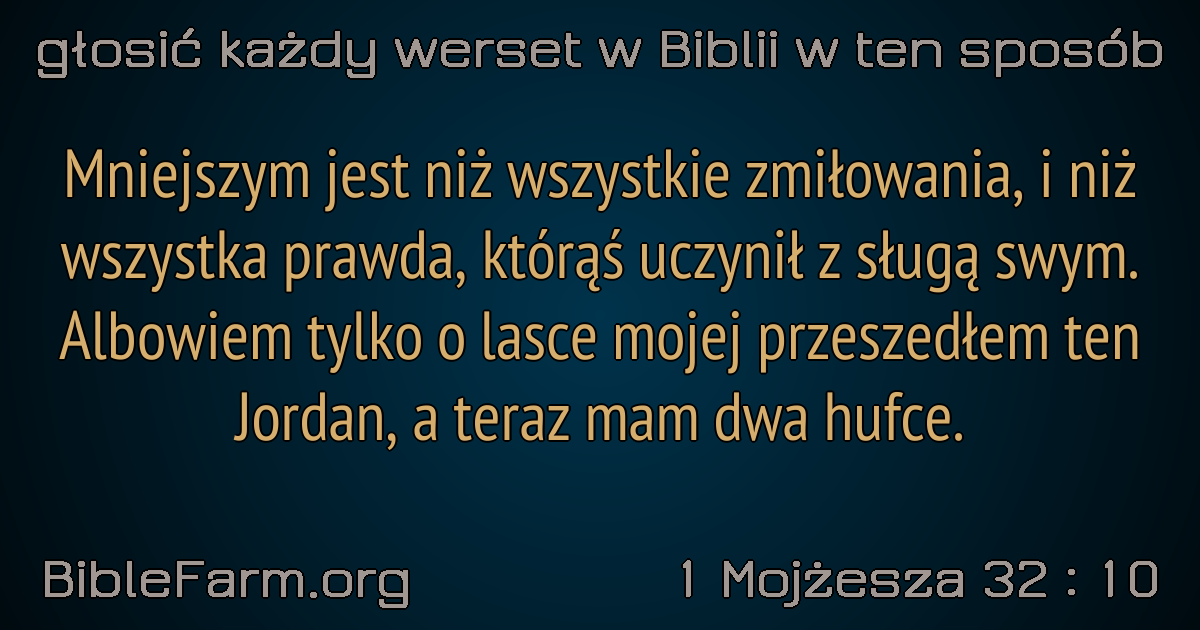 głosić każdy werset w Biblii w ten sposób
Mniejszym jest niż wszystkie zmiłowania, i niż
wszystka prawda, którąś uczynił z sługą swym.
Albowiem tylko o lasce mojej przeszedłem ten
Jordan, a teraz mam dwa hufce.
BibleFarm.org
1 Mojżesza 32 : 10